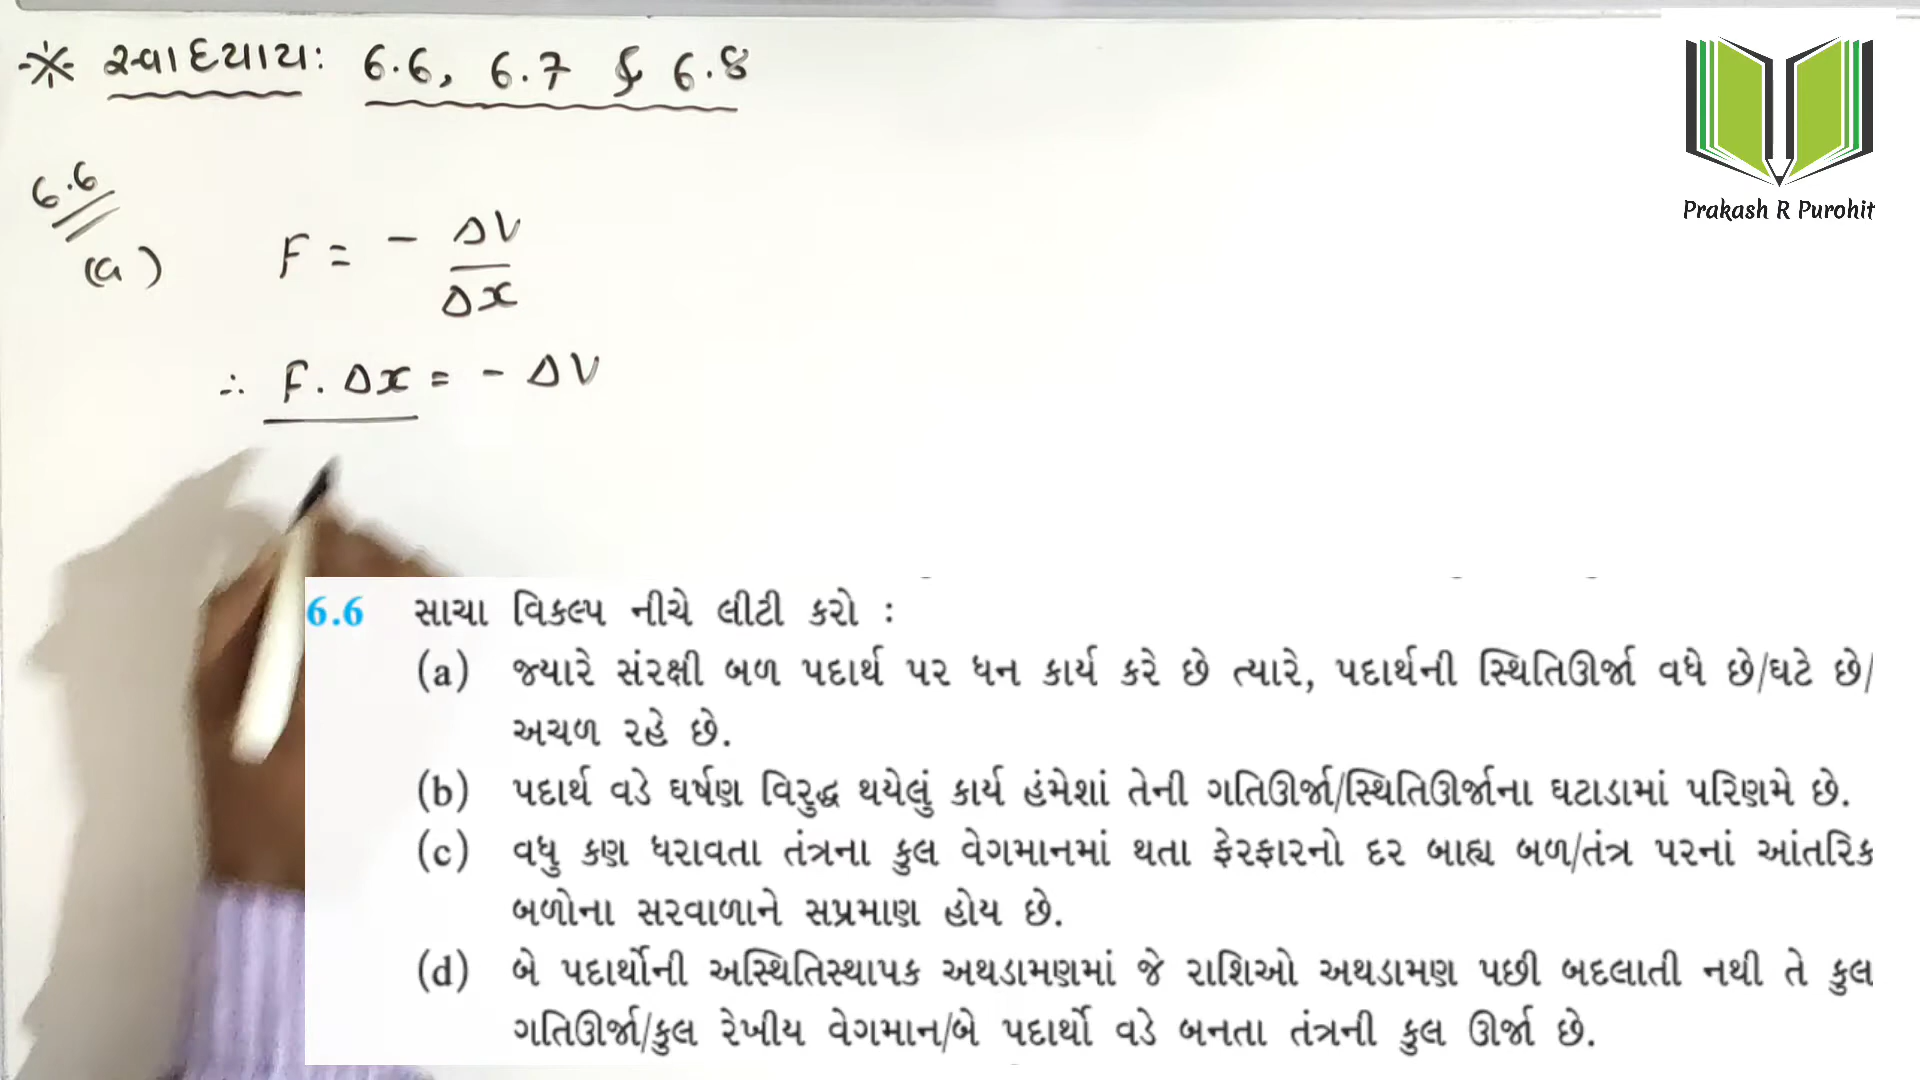 * સ્વાધ્યાય: 6.6, 6.7 & 6.8
Prakash R Purohit
6.6
(a) F = - ΔV / Δx
∴ F. Δx = - ΔV
6.6 સાચા વિકલ્પ નીચે લીટી કરો :
(a) જ્યારે સંરક્ષી બળ પદાર્થ પર ધન કાર્ય કરે છે ત્યારે, પદાર્થની સ્થિતિઊર્જા વધે છે/ઘટે છે/
અચળ રહે છે.
(b) પદાર્થ વડે ઘર્ષણ વિરુદ્ધ થયેલું કાર્ય હંમેશાં તેની ગતિઊર્જા/સ્થિતિઊર્જાના ઘટાડામાં પરિણમે છે.
(c) વધુ કણ ધરાવતા તંત્રના કુલ વેગમાનમાં થતા ફેરફારનો દર બાહ્ય બળ/તંત્ર પરનાં આંતરિક
બળોના સરવાળાને સપ્રમાણ હોય છે.
(d) બે પદાર્થોની અસ્થિતિસ્થાપક અથડામણમાં જે રાશિઓ અથડામણ પછી બદલાતી નથી તે કુલ
ગતિઊર્જા/કુલ રેખીય વેગમાન/બે પદાર્થો વડે બનતા તંત્રની કુલ ઊર્જા છે.